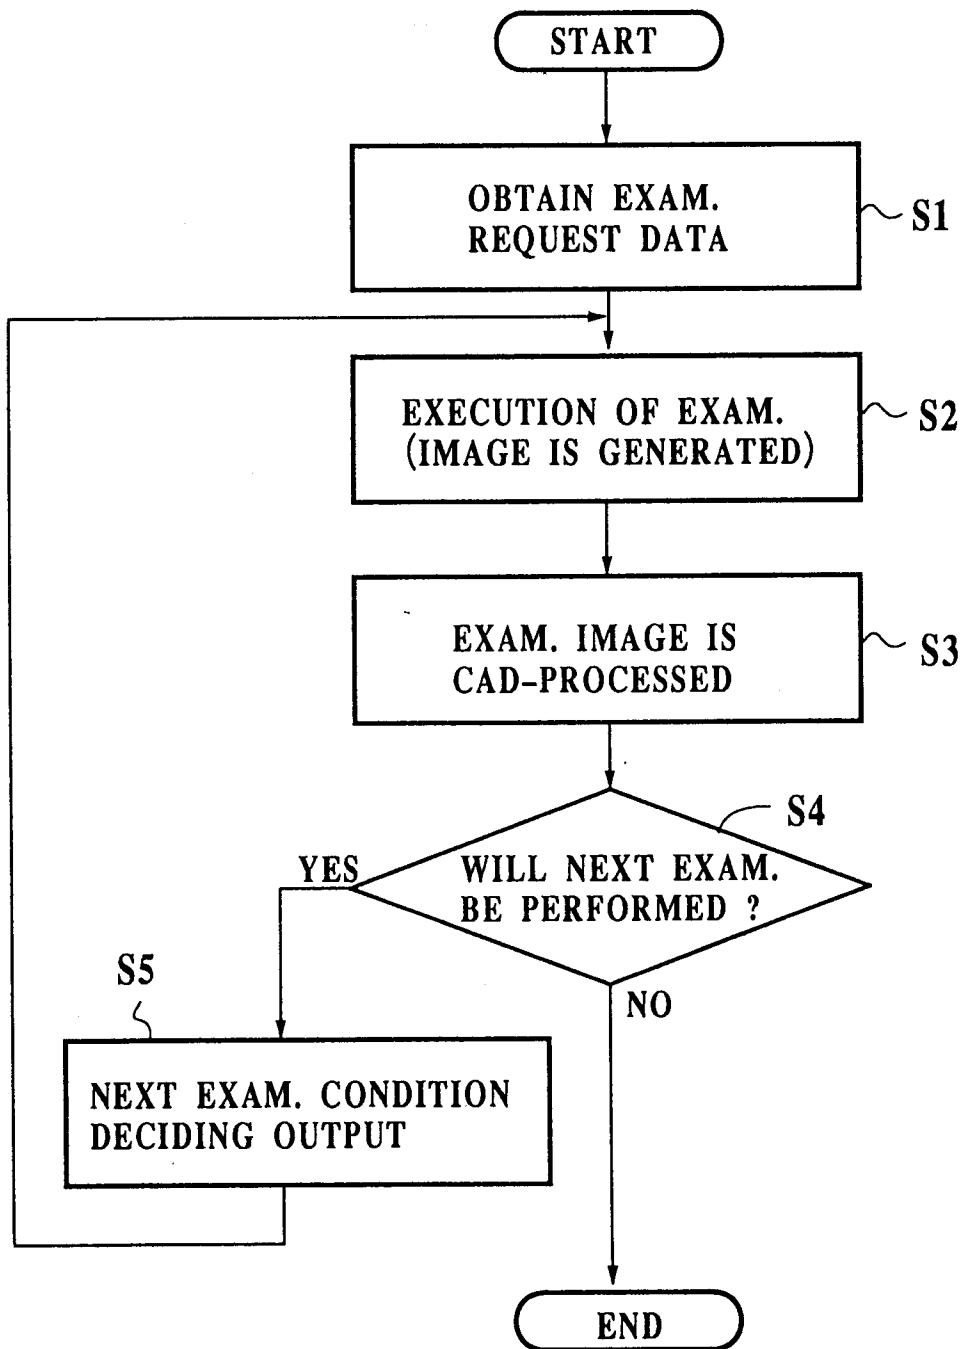 START
OBTAIN EXAM.
REQUEST DATA
S1
EXECUTION OF EXAM.
(IMAGE IS GENERATED)
S2
EXAM. IMAGE IS
CAD-PROCESSED
S3
S4
WILL NEXT EXAM.
BE PERFORMED ?
YES
NO
S5
NEXT EXAM. CONDITION
DECIDING OUTPUT
END